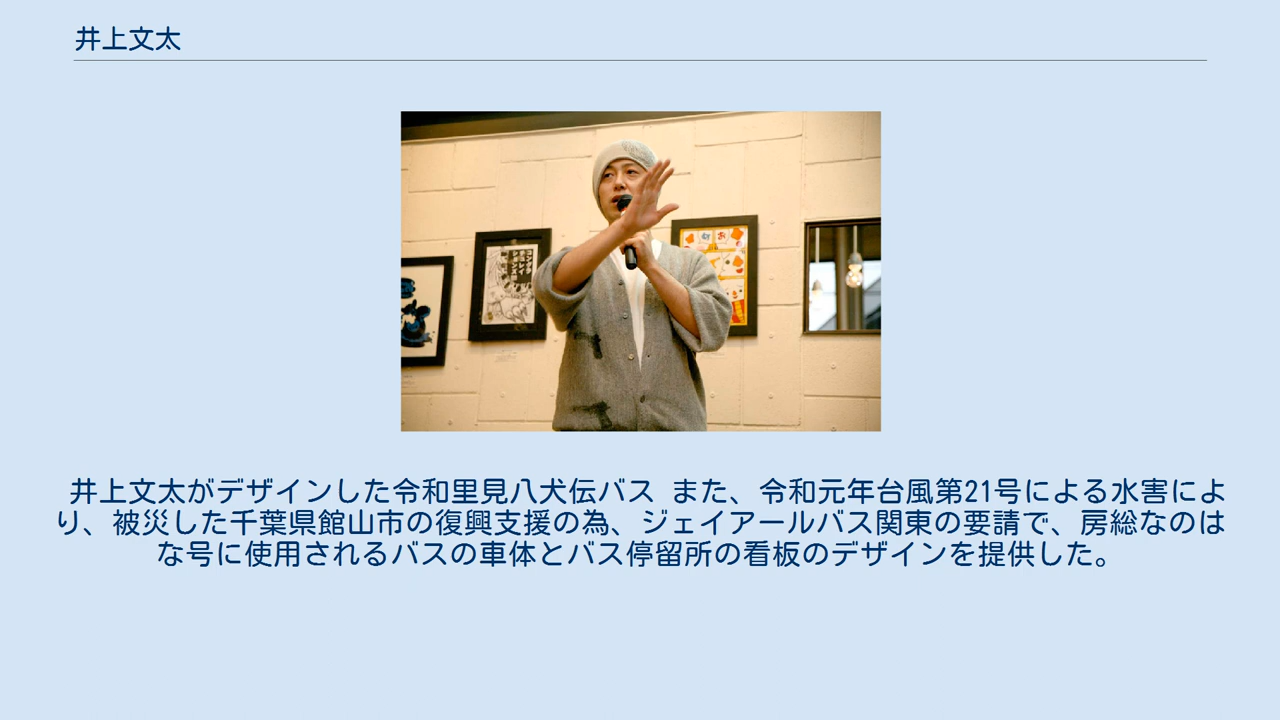 井上文太
井上文太がデザインした令和里見八犬伝バス また、令和元年台風第21号による水害によ
り、被災した千葉県館山市の復興支援の為、ジェイアールバス関東の要請で、房総なのは
な号に使用されるバスの車体とバス停留所の看板のデザインを提供した。